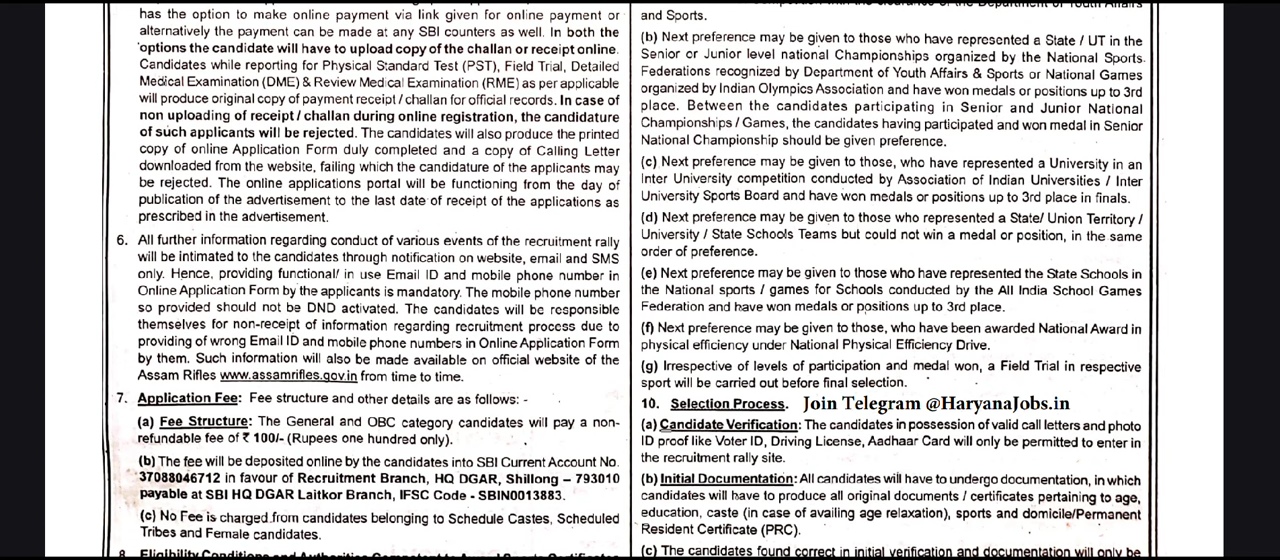 has the option to make online payment via link given for online payment or
alternatively the payment can be made at any SBI counters as well. In both the
options the candidate will have to upload copy of the challan or receipt online.
Candidates while reporting for Physical Standard Test (PST), Field Trial, Detailed
Medical Examination (DME) & Review Medical Examination (RME) as per applicable
will produce original copy of payment receipt / challan for official records. In case of
non uploading of receipt / challan during online registration, the candidature
of such applicants will be rejected. The candidates will also produce the printed
copy of online Application Form duly completed and a copy of Calling Letter
downloaded from the website, failing which the candidature of the applicants may
be rejected. The online applications portal will be functioning from the day of
publication of the advertisement to the last date of receipt of the applications as
prescribed in the advertisement.
6. All further information regarding conduct of various events of the recruitment rally
will be intimated to the candidates through notification on website, email and SMS
only. Hence, providing functional/ in use Email ID and mobile phone number in
Online Application Form by the applicants is mandatory. The mobile phone number
so provided should not be DND activated. The candidates will be responsible
themselves for non-receipt of information regarding recruitment process due to
providing of wrong Email ID and mobile phone numbers in Online Application Form
by them. Such information will also be made available on official website of the
Assam Rifles www.assamrifles.gov.in from time to time.
7. Application Fee: Fee structure and other details are as follows: -
(a) Fee Structure: The General and OBC category candidates will pay a non-
refundable fee of ₹ 100/- (Rupees one hundred only).
(b) The fee will be deposited online by the candidates into SBI Current Account No.
37088046712 in favour of Recruitment Branch, HQ DGAR, Shillong – 793010
payable at SBI HQ DGAR Laitkor Branch, IFSC Code - SBIN0013883.
(c) No Fee is charged from candidates belonging to Schedule Castes, Scheduled
Tribes and Female candidates.
8. Eligibility Conditions and
and Sports.
(b) Next preference may be given to those who have represented a State / UT in the
Senior or Junior level national Championships organized by the National Sports
Federations recognized by Department of Youth Affairs & Sports or National Games
organized by Indian Olympics Association and have won medals or positions up to 3rd
place. Between the candidates participating in Senior and Junior National
Championships / Games, the candidates having participated and won medal in Senior
National Championship should be given preference.
(c) Next preference may be given to those, who have represented a University in an
Inter University competition conducted by Association of Indian Universities / Inter
University Sports Board and have won medals or positions up to 3rd place in finals.
(d) Next preference may be given to those who represented a State/ Union Territory /
University / State Schools Teams but could not win a medal or position, in the same
order of preference.
(e) Next preference may be given to those who have represented the State Schools in
the National sports / games for Schools conducted by the All India School Games
Federation and have won medals or positions up to 3rd place.
(f) Next preference may be given to those, who have been awarded National Award in
physical efficiency under National Physical Efficiency Drive.
(g) Irrespective of levels of participation and medal won, a Field Trial in respective
sport will be carried out before final selection.
10. Selection Process. Join Telegram @HaryanaJobs.in
(a) Candidate Verification: The candidates in possession of valid call letters and photo
ID proof like Voter ID, Driving License, Aadhaar Card will only be permitted to enter in
the recruitment rally site.
(b) Initial Documentation: All candidates will have to undergo documentation, in which
candidates will have to produce all original documents / certificates pertaining to age,
education, caste (in case of availing age relaxation), sports and domicile/Permanent
Resident Certificate (PRC).
(c) The candidates found correct in initial verification and documentation will only be